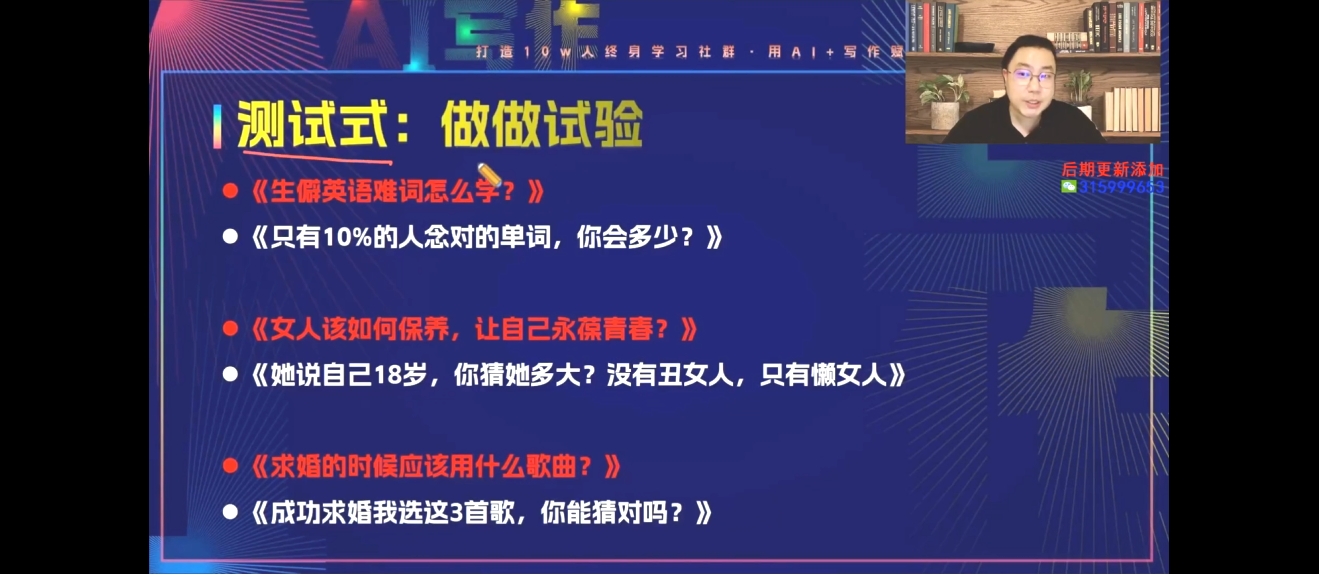 AI写作
打造10w人终身学习社群·用AI+写作赋
测试式：做做试验
后期更新添加
315999653
《生僻英语难词怎么学？》
《只有10%的人念对的单词，你会多少？》
《女人该如何保养，让自己永葆青春？》
《她说自己18岁，你猜她多大？没有丑女人，只有懒女人》
《求婚的时候应该用什么歌曲？》
《成功求婚我选这3首歌，你能猜对吗？》